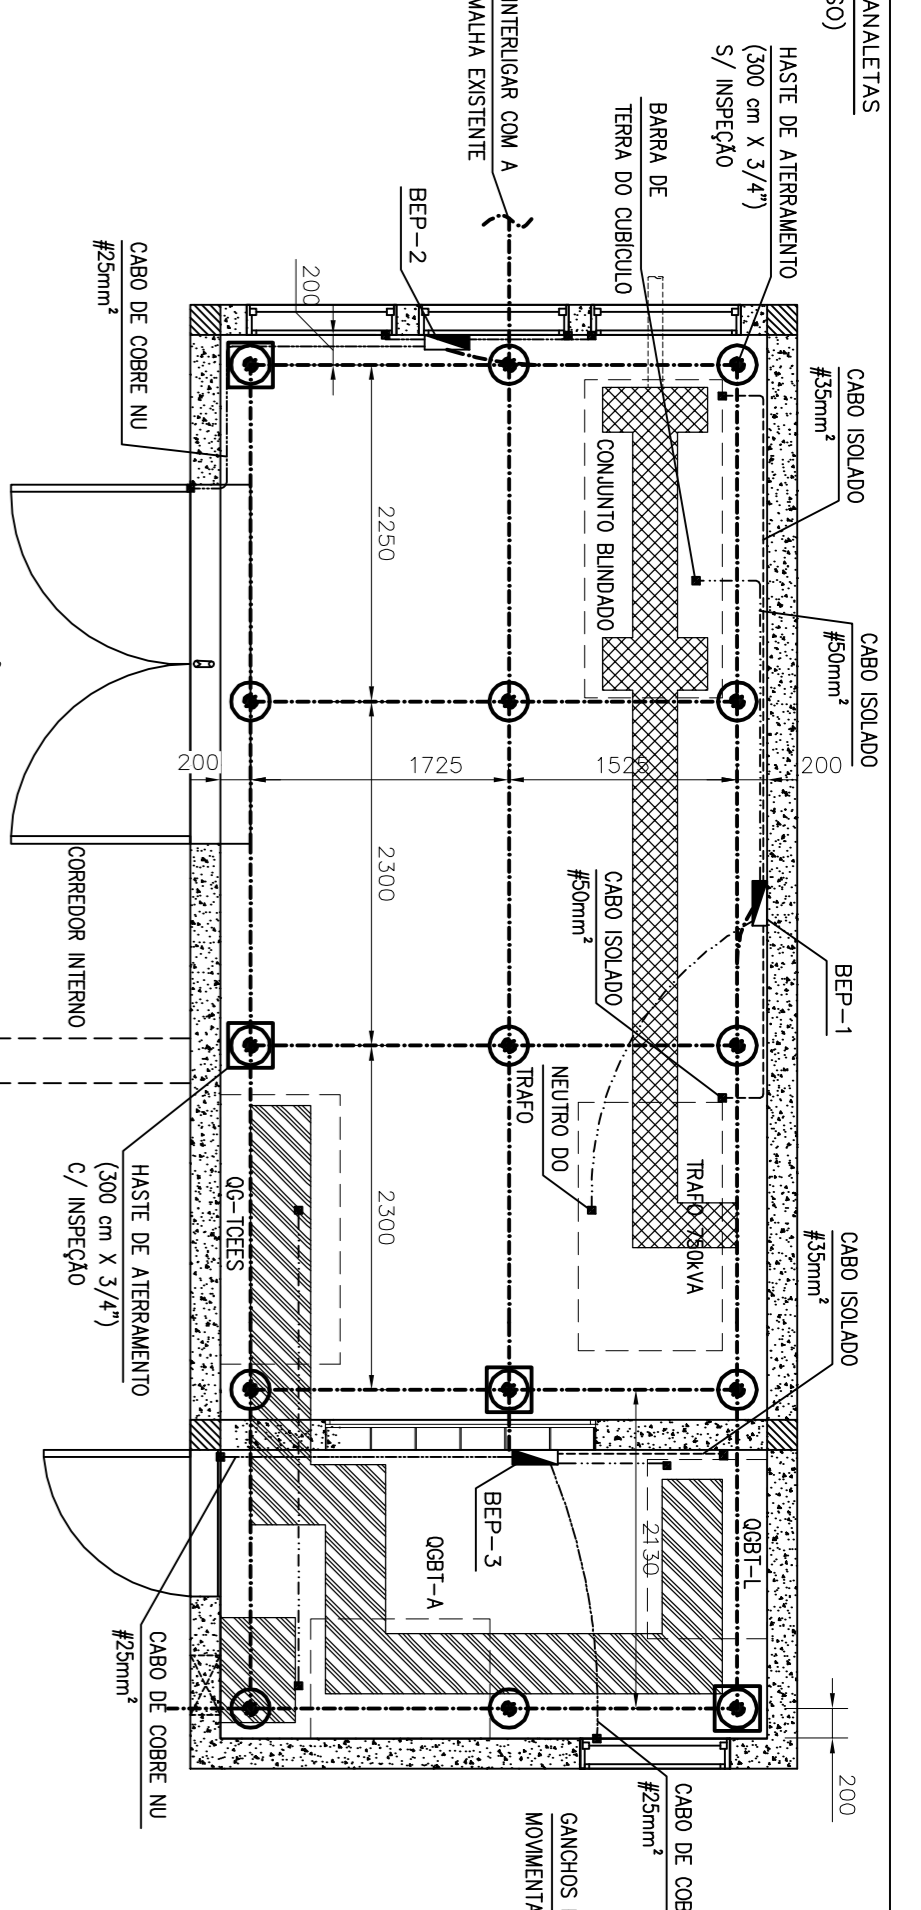 ANALETAS
SO)
HASTE DE ATERRAMENTO
(300 cm X 3/4")
S/ INSPEÇÃO
BARRA DE
TERRA DO CUBÍCULO
INTERLIGAR COM A
MALHA EXISTENTE
BEP-2
CABO DE COBRE NU
#25mm²
200
CABO ISOLADO
#35mm²
CABO ISOLADO
#50mm²
CONJUNTO BLINDADO
2250
200
1725
1525
200
2300
CORREDOR INTERNO
CABO ISOLADO
#50mm²
BEP-1
NEUTRO DO
TRAFO
TRAFO 750kVA
2300
QG-TCEES
HASTE DE ATERRAMENTO
(300 cm X 3/4")
C/ INSPEÇÃO
CABO ISOLADO
#35mm²
BEP-3
QGBT-A
QGBT-L
2130
CABO DE COBRE NU
#25mm²
200
CABO DE COB
#25mm²
GANCHOS
MOVIMENTA